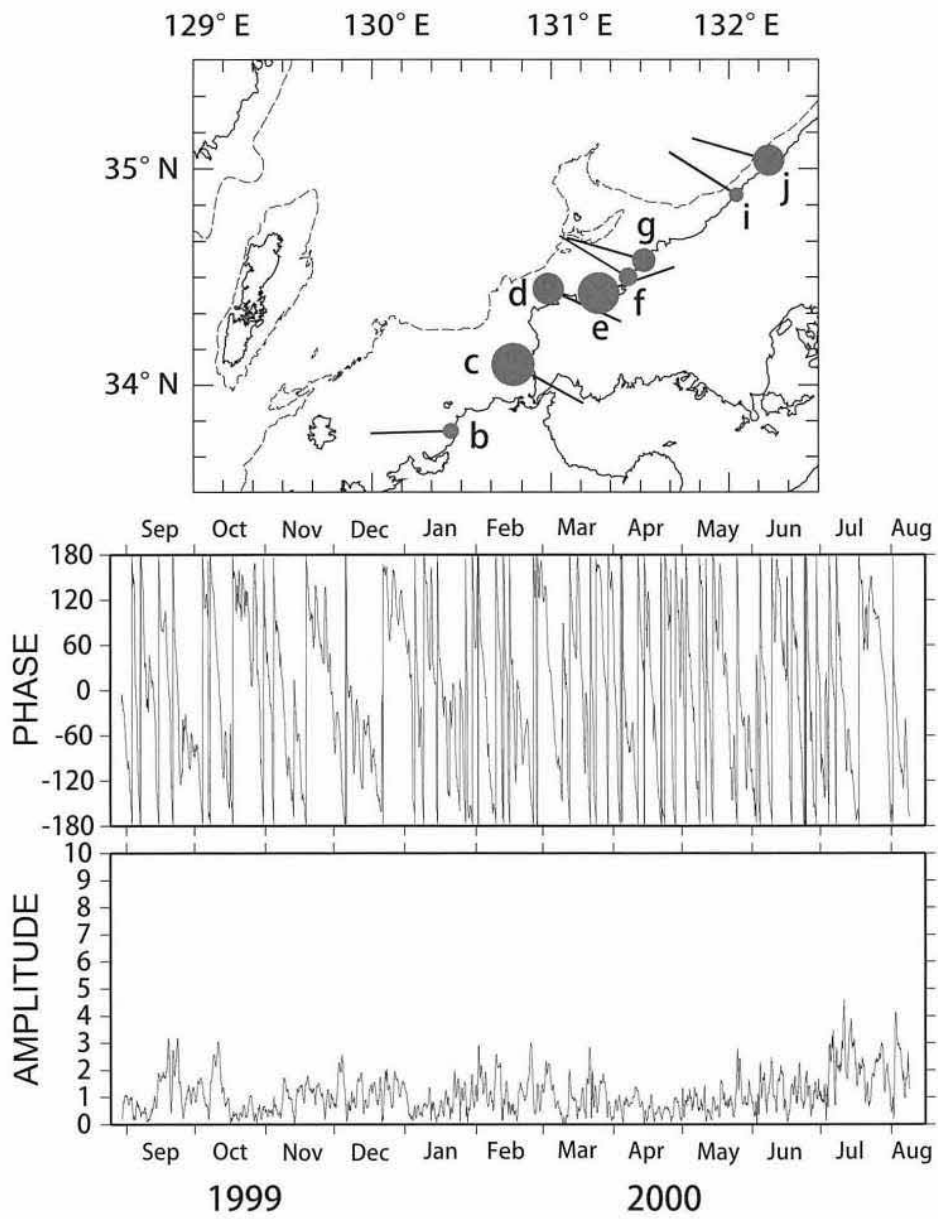 129° E 130° E 131° E 132° E
35° N
34° N
j
i
g
d
f
e
c
b
Sep Oct Nov Dec Jan Feb Mar Apr May Jun Jul Aug
PHASE
180
120
60
0
-60
-120
-180
AMPLITUDE
10
9
8
7
6
5
4
3
2
1
0
Sep Oct Nov Dec Jan Feb Mar Apr May Jun Jul Aug
1999 2000